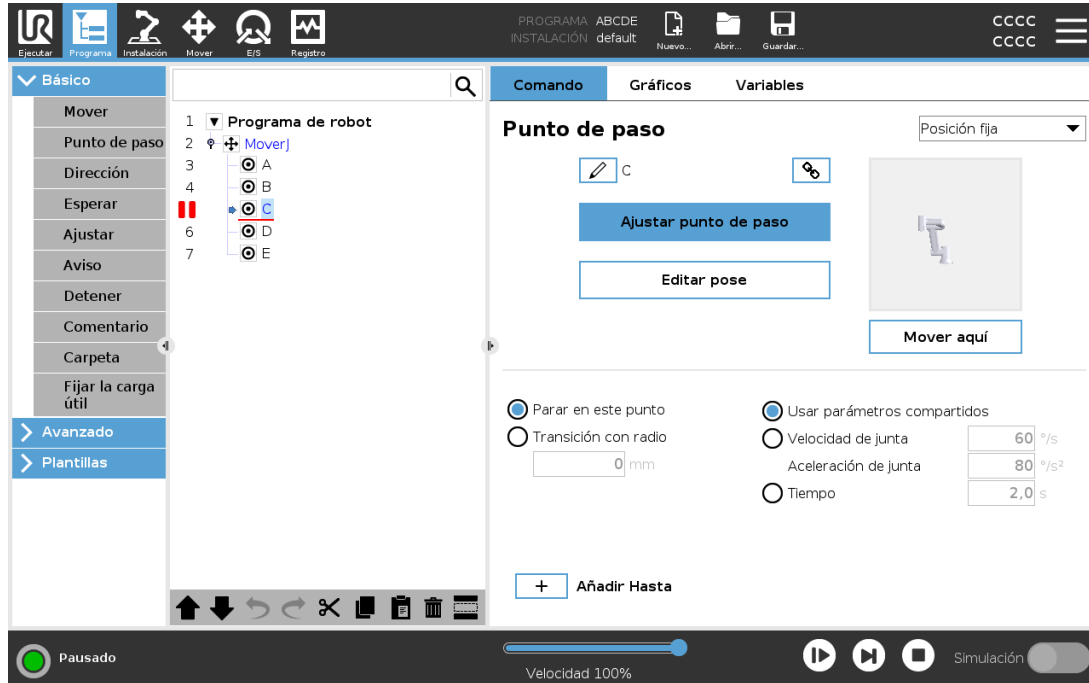 UR
Ejecutar
Programa
Instalación
Mover
E/S
Registro
PROGRAMA ABCDE
INSTALACIÓN default
Nuevo...
Abrir...
Guardar...
CCCC
CCCC
Básico
Mover
Punto de paso
Dirección
Esperar
Ajustar
Aviso
Detener
Comentario
Carpeta
Fijar la carga
útil
Avanzado
Plantillas
1 Programa de robot
2 MoverJ
3 A
4 B
C
6 D
7 E
Comando
Gráficos
Variables
Punto de paso
Posición fija
C
Ajustar punto de paso
Editar pose
Mover aquí
Parar en este punto
Transición con radio
0 mm
Usar parámetros compartidos
Velocidad de junta 60 °/s
Aceleración de junta 80 °/s²
Tiempo 2,0 s
+ Añadir Hasta
Pausado
Velocidad 100%
Simulación